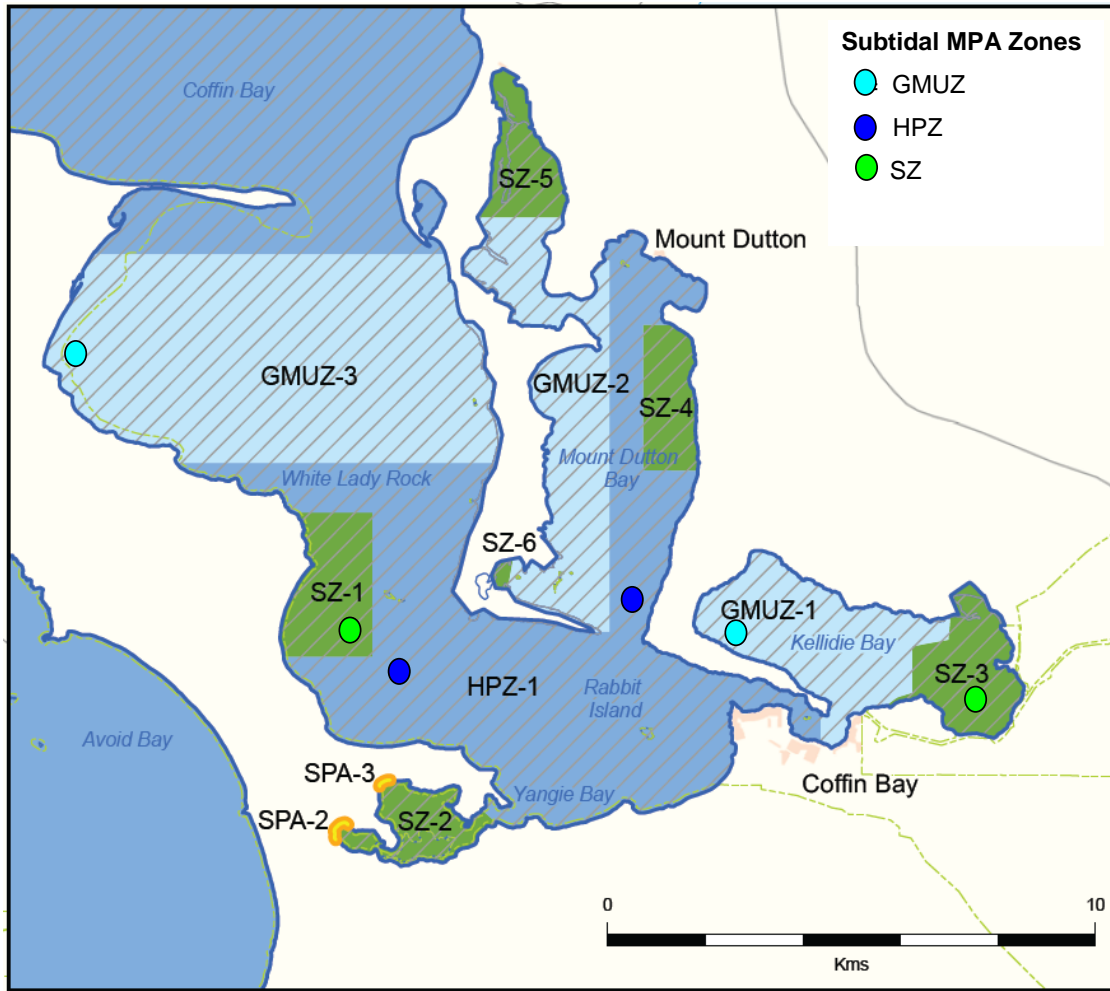 Subtidal MPA Zones
GMUZ
HPZ
SZ
Coffin Bay
SZ-5
Mount Dutton
GMUZ-3
GMUZ-2
SZ-4
White Lady Rock
Mount Dutton
Bay
SZ-6
SZ-1
GMUZ-1
Kellidie Bay
HPZ-1
Rabbit
Island
SZ-3
Avoid Bay
SPA-3
Coffin Bay
Yangie Bay
SPA-2
SZ-2
0 10
Kms